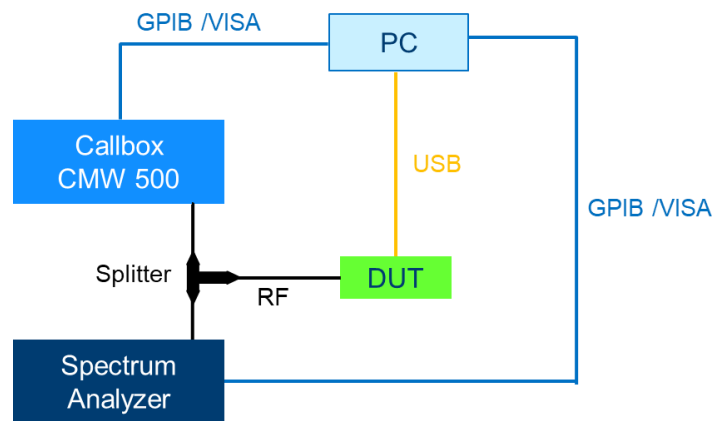 GPIB /VISA
PC
Callbox
CMW 500
USB
GPIB /VISA
Splitter
RF
DUT
Spectrum
Analyzer